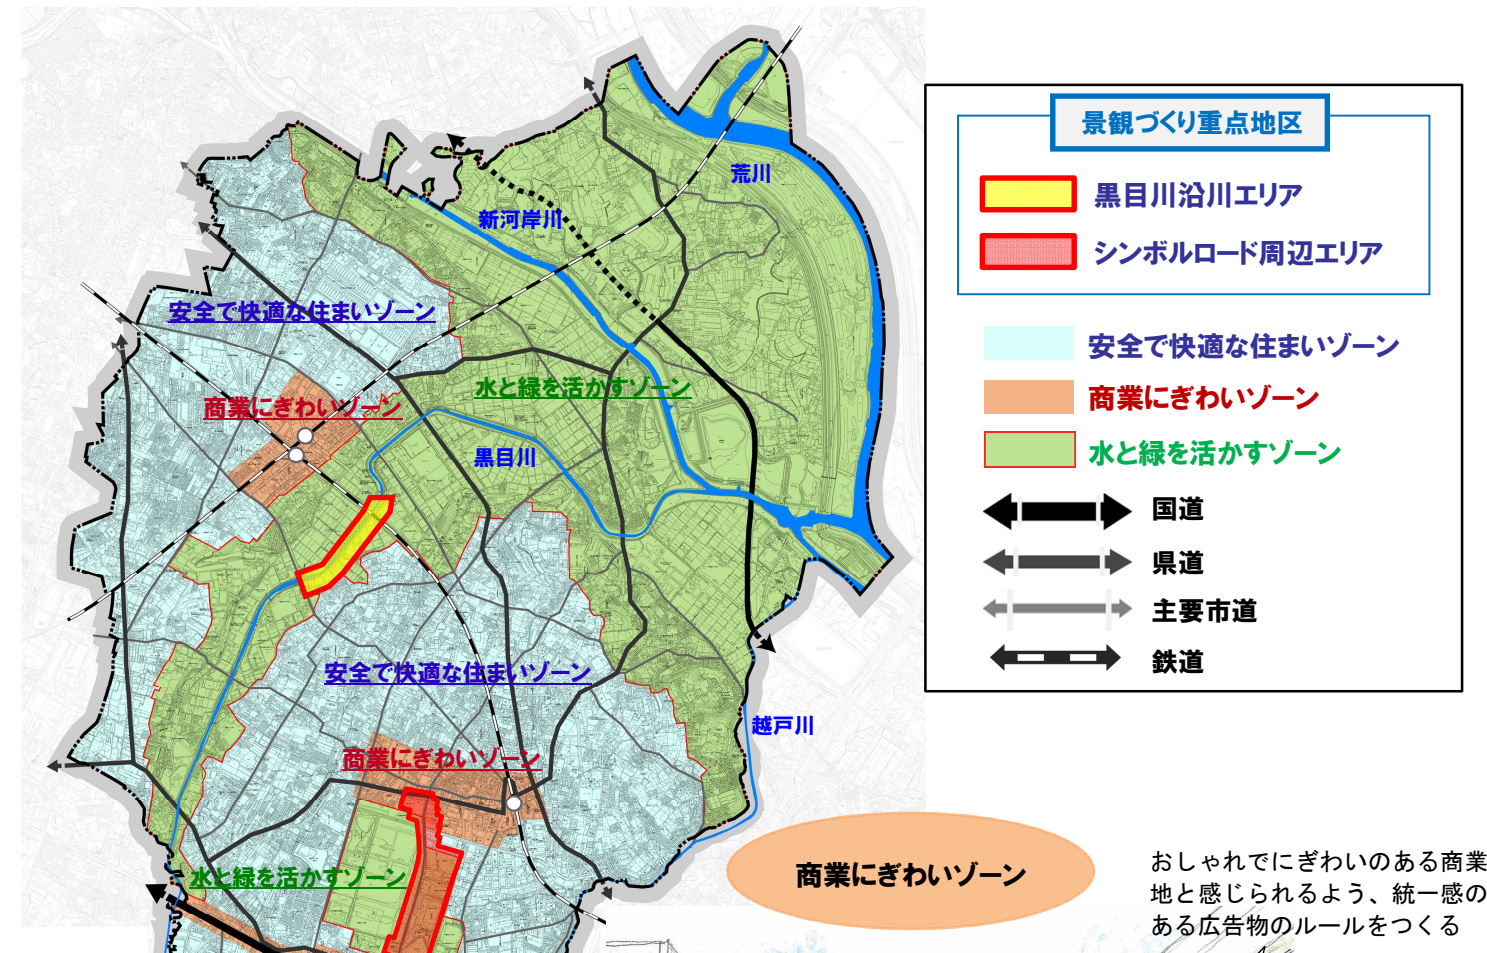 景観づくり重点地区
黒目川沿川エリア
シンボルロード周辺エリア
安全で快適な住まいゾーン
商業にぎわいゾーン
水と緑を活かすゾーン
国道
県道
主要市道
鉄道
荒川
新河岸川
安全で快適な住まいゾーン
水と緑を活かすゾーン
商業にぎわいゾーン
黒目川
安全で快適な住まいゾーン
越戸川
商業にぎわいゾーン
水と緑を活かすゾーン
商業にぎわいゾーン
おしゃれでにぎわいのある商業
地と感じられるよう、統一感の
ある広告物のルールをつくる